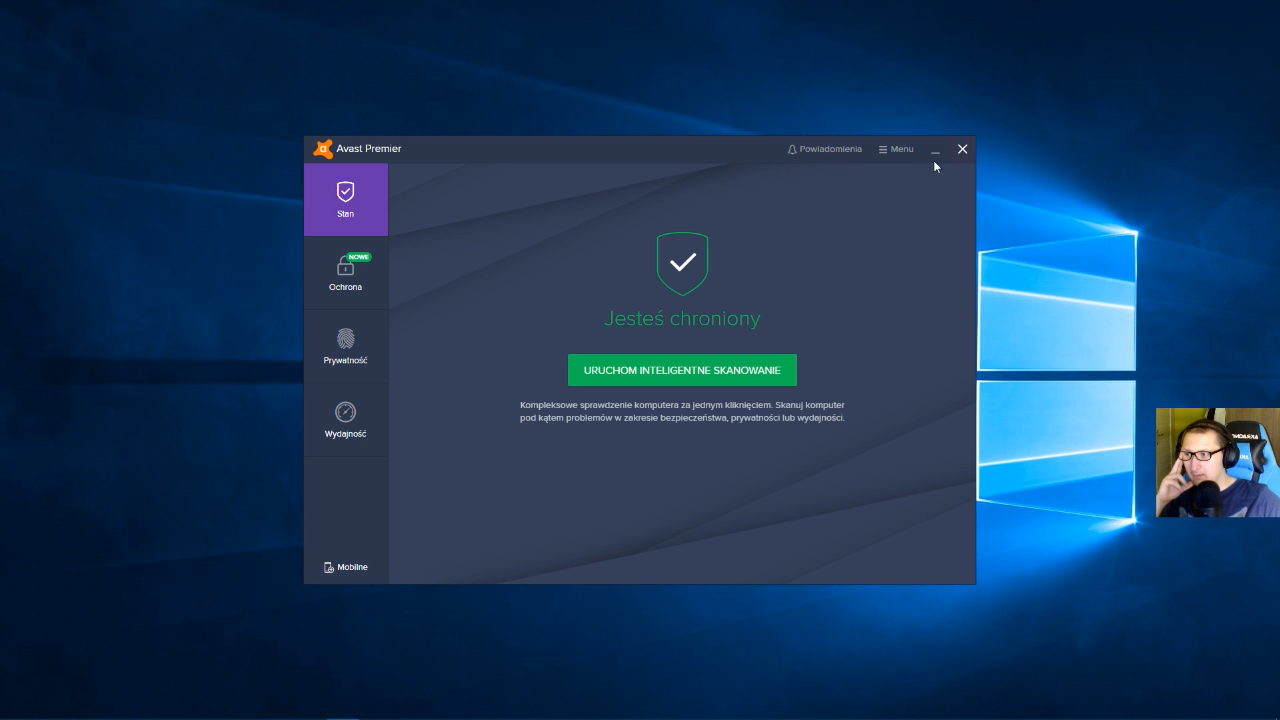 Avast Premier
Powiadomienia
Menu
Stan
NOWE
Ochrona
Prywatność
Wydajność
Mobilne
Jesteś chroniony
URUCHOM INTELIGENTNE SKANOWANIE
Kompleksowe sprawdzenie komputera za jednym kliknięciem. Skanuj komputer
pod kątem problemów w zakresie bezpieczeństwa, prywatności lub wydajności.